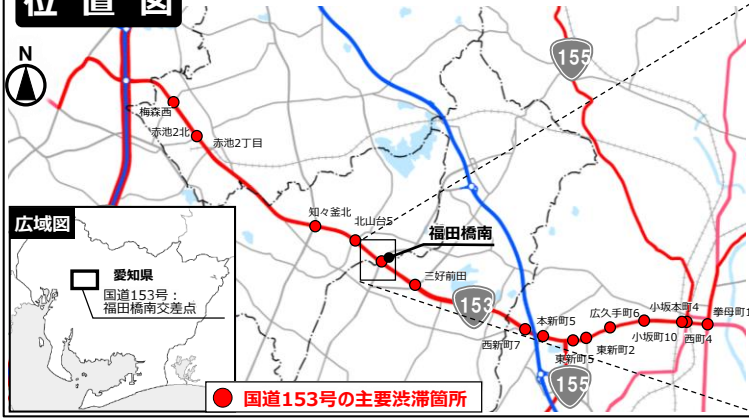 位置図
N
155
梅森西
赤池2北
赤池2丁目
知々釜北
北山台5
福田橋南
三好前田
153
西新町7
本新町5
東新町5
東新町2
広久手町6
小坂町10
小坂本町4
西町4
挙母町1
155
広域図
愛知県
国道153号：
福田橋南交差点
国道153号の主要渋滞箇所